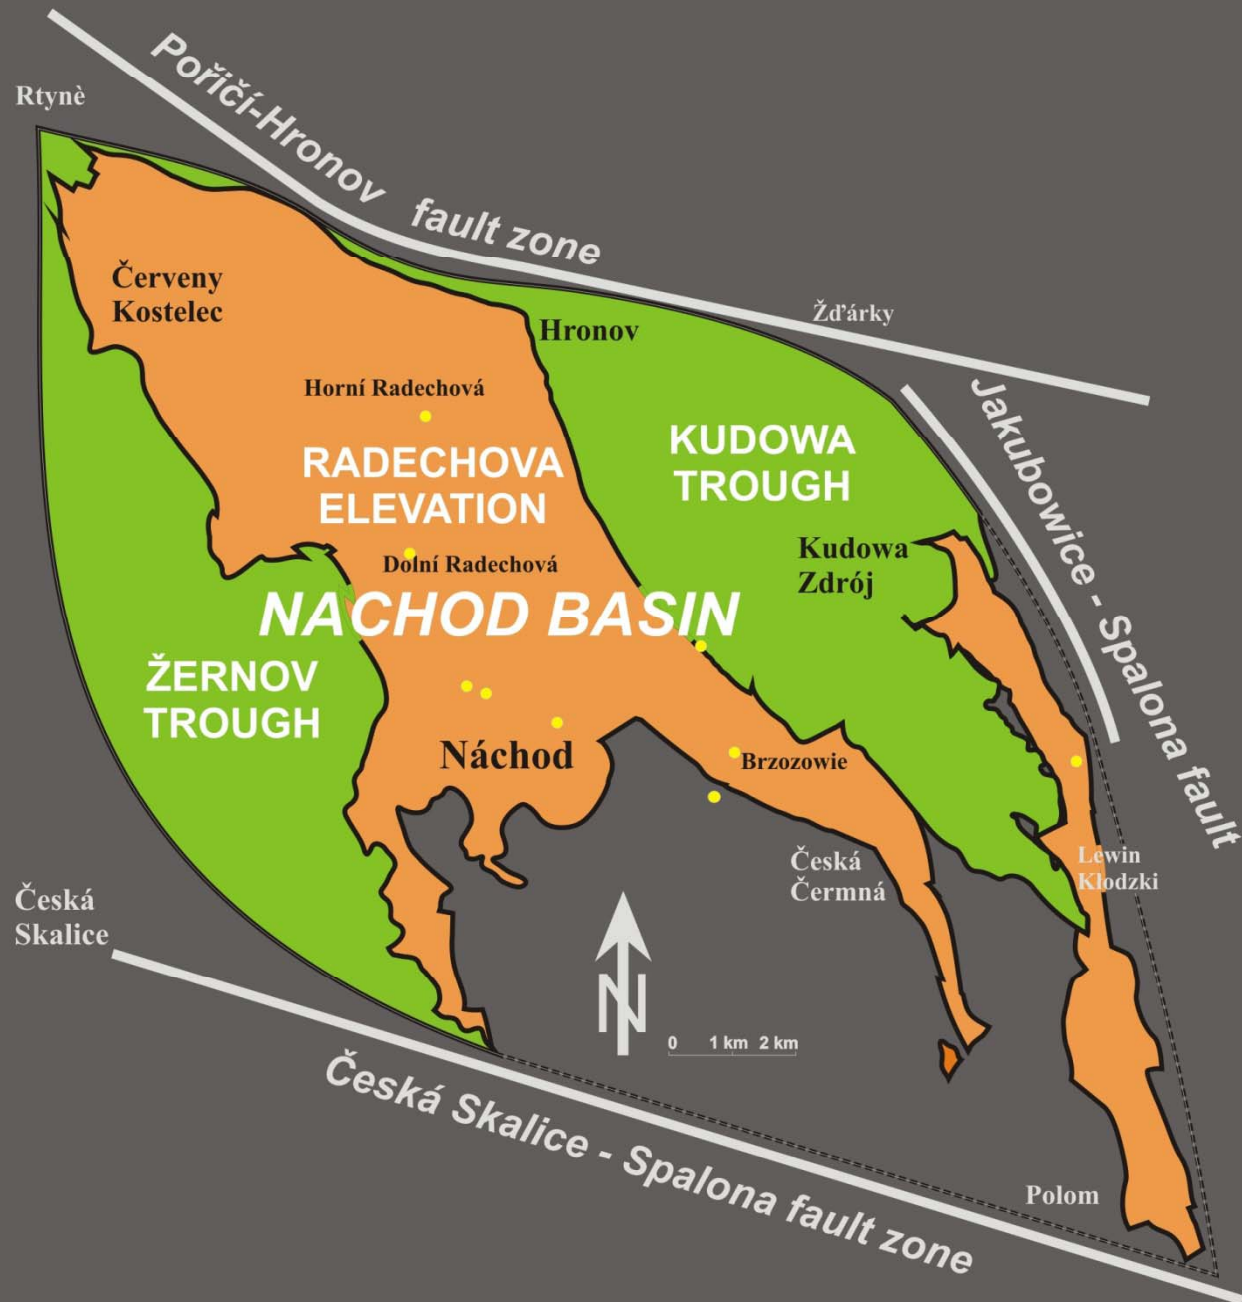 Rtynè
Poříčí-Hronov fault zone
Červeny
Kostelec
Hronov
Žďárky
Horní Radechová
RADECHOVA
ELEVATION
KUDOWA
TROUGH
Jakubowice - Spalona fault
Dolní Radechová
Kudowa
Zdrój
NACHOD BASIN
ŽERNOV
TROUGH
Náchod
Brzozowie
Česká
Čermná
Lewin
Kłodzki
Česká
Skalice
N
0 1 km 2 km
Česká Skalice - Spalona fault zone
Polom